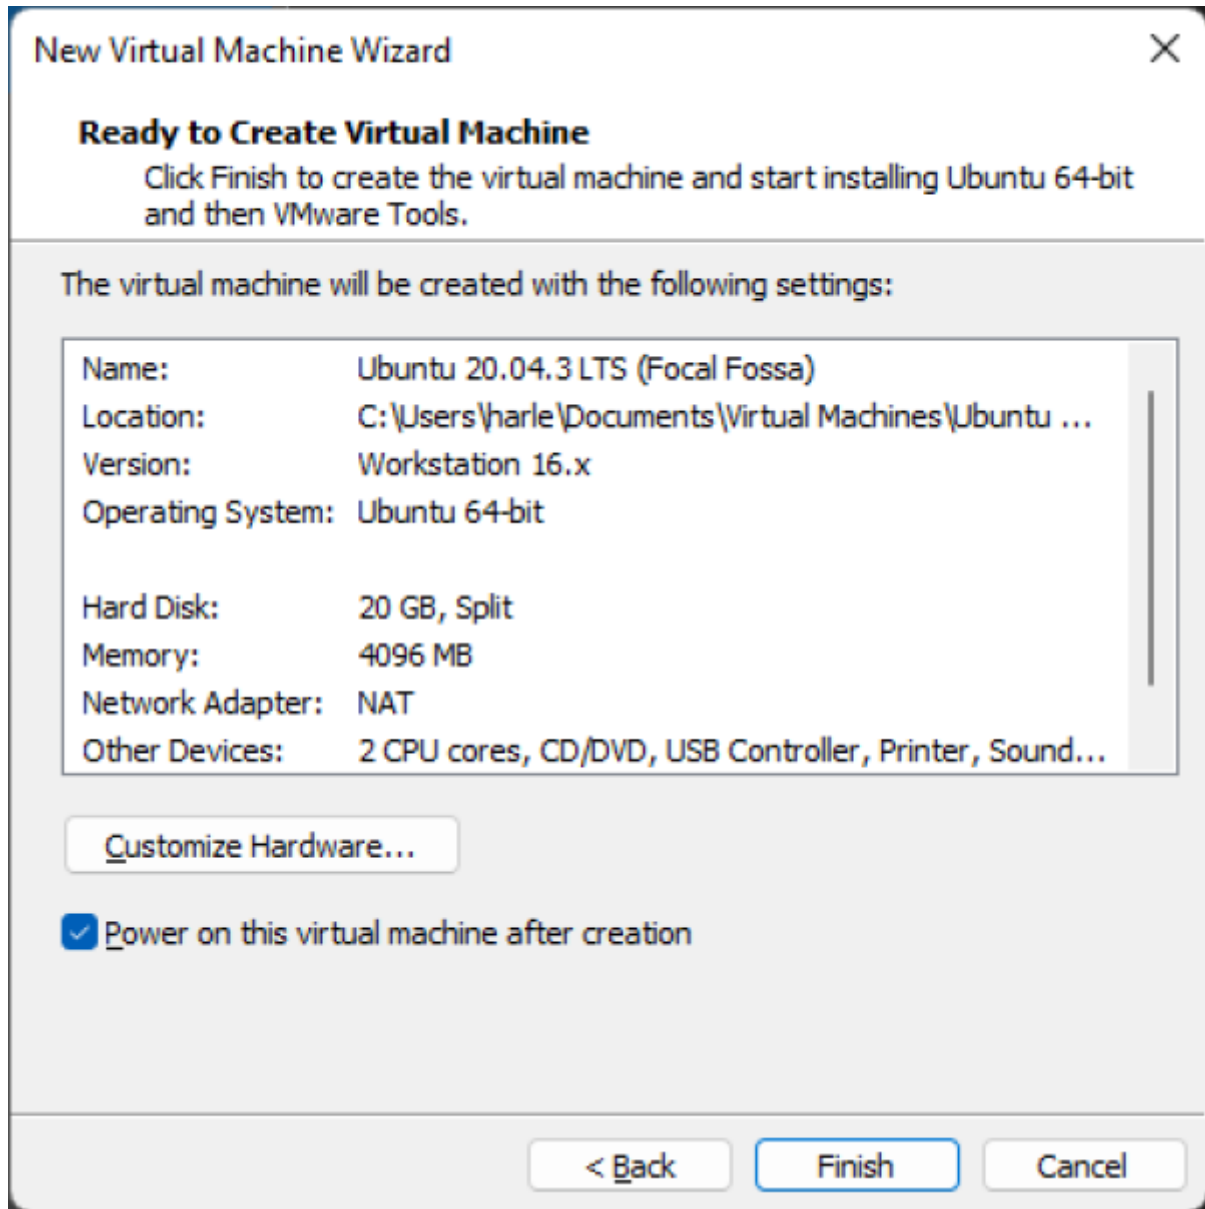 New Virtual Machine Wizard
Ready to Create Virtual Machine
Click Finish to create the virtual machine and start installing Ubuntu 64-bit
and then VMware Tools.
The virtual machine will be created with the following settings:
Name: Ubuntu 20.04.3 LTS (Focal Fossa)
Location: C:\Users\harle\Documents\Virtual Machines\Ubuntu ...
Version: Workstation 16.x
Operating System: Ubuntu 64-bit
Hard Disk: 20 GB, Split
Memory: 4096 MB
Network Adapter: NAT
Other Devices: 2 CPU cores, CD/DVD, USB Controller, Printer, Sound...
Customize Hardware...
Power on this virtual machine after creation
< Back Finish Cancel